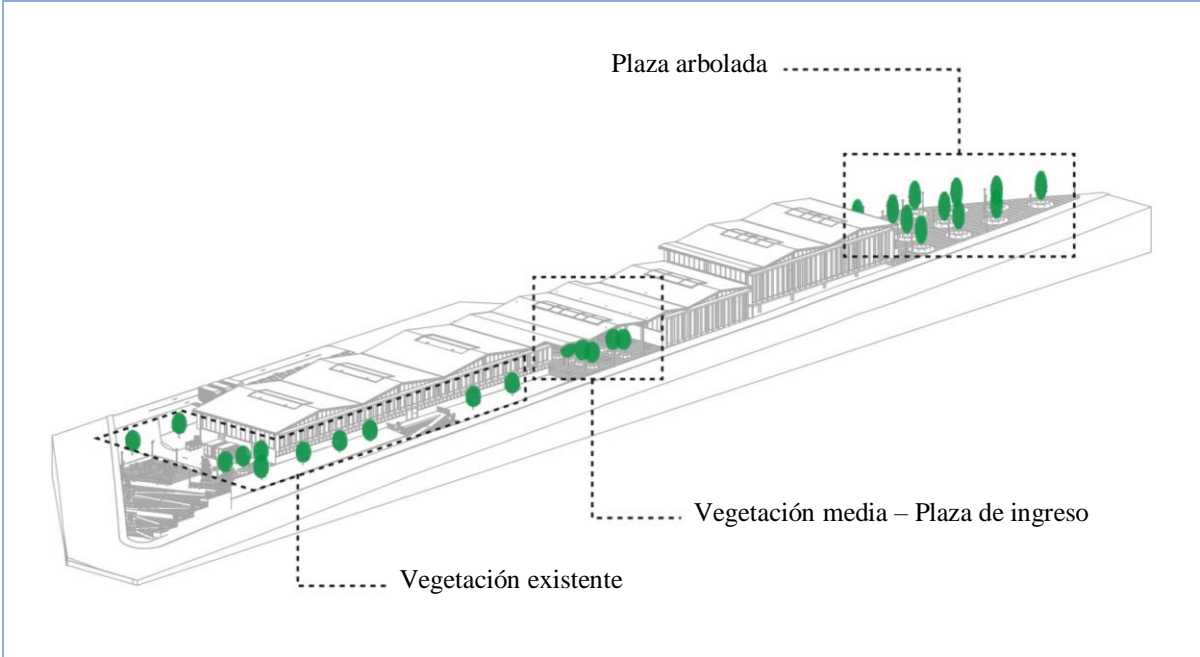 Plaza arbolada
Vegetación media – Plaza de ingreso
Vegetación existente